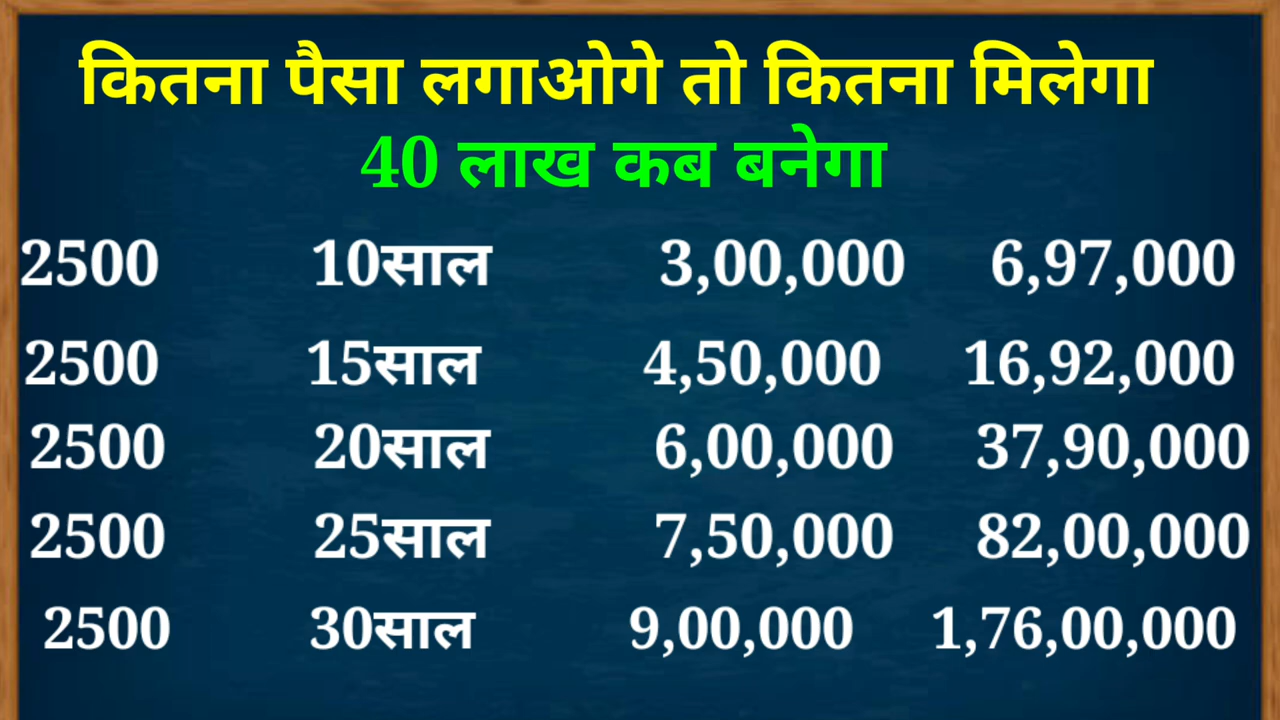 कितना पैसा लगाओगे तो कितना मिलेगा
40 लाख कब बनेगा
2500 10साल 3,00,000 6,97,000
2500 15साल 4,50,000 16,92,000
2500 20साल 6,00,000 37,90,000
2500 25साल 7,50,000 82,00,000
2500 30साल 9,00,000 1,76,00,000